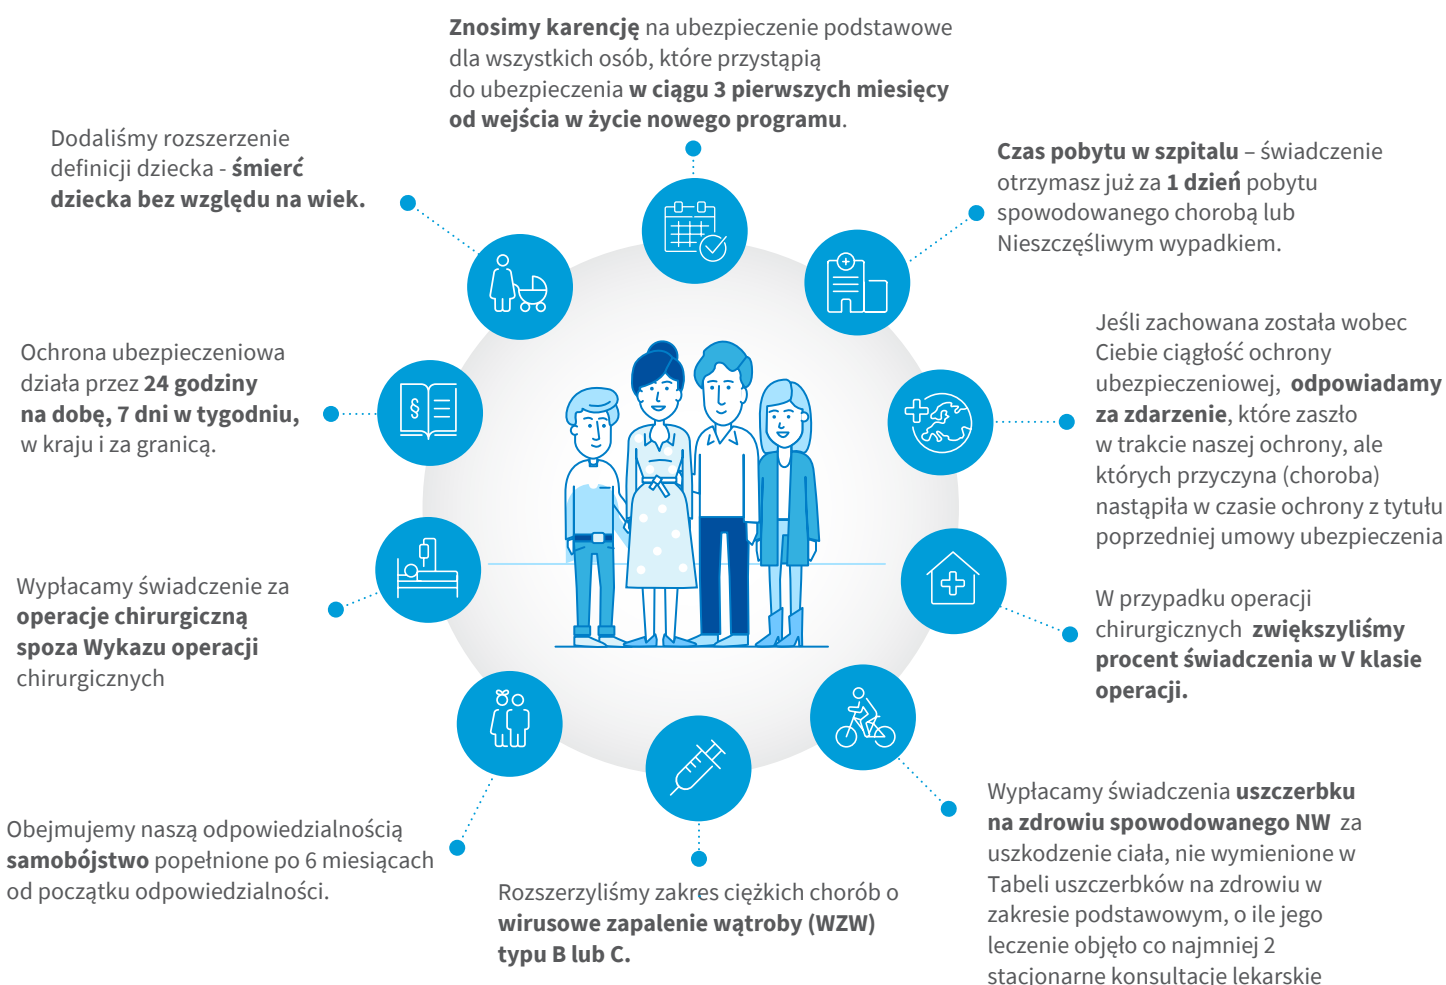 Znosimy karencję na ubezpieczenie podstawowe
dla wszystkich osób, które przystąpią
do ubezpieczenia w ciągu 3 pierwszych miesięcy
od wejścia w życie nowego programu.
Dodaliśmy rozszerzenie
definicji dziecka - śmierć
dziecka bez względu na wiek.
Czas pobytu w szpitalu – świadczenie
otrzymasz już za 1 dzień pobytu
spowodowanego chorobą lub
Nieszczęśliwym wypadkiem.
Ochrona ubezpieczeniowa
działa przez 24 godziny
na dobę, 7 dni w tygodniu,
w kraju i za granicą.
§
Jeśli zachowana została wobec
Ciebie ciągłość ochrony
ubezpieczeniowej, odpowiadamy
za zdarzenie, które zaszło
w trakcie naszej ochrony, ale
których przyczyna (choroba)
nastąpiła w czasie ochrony z tytułu
poprzedniej umowy ubezpieczenia
Wypłacamy świadczenie za
operacje chirurgiczną
spoza Wykazu operacji
chirurgicznych
W przypadku operacji
chirurgicznych zwiększyliśmy
procent świadczenia w V klasie
operacji.
Obejmujemy naszą odpowiedzialnością
samobójstwo popełnione po 6 miesiącach
od początku odpowiedzialności.
Rozszerzyliśmy zakres ciężkich chorób o
wirusowe zapalenie wątroby (WZW)
typu B lub C.
Wypłacamy świadczenia uszczerbku
na zdrowiu spowodowanego NW za
uszkodzenie ciała, nie wymienione w
Tabeli uszczerbków na zdrowiu w
zakresie podstawowym, o ile jego
leczenie objęło co najmniej 2
stacjonarne konsultacje lekarskie